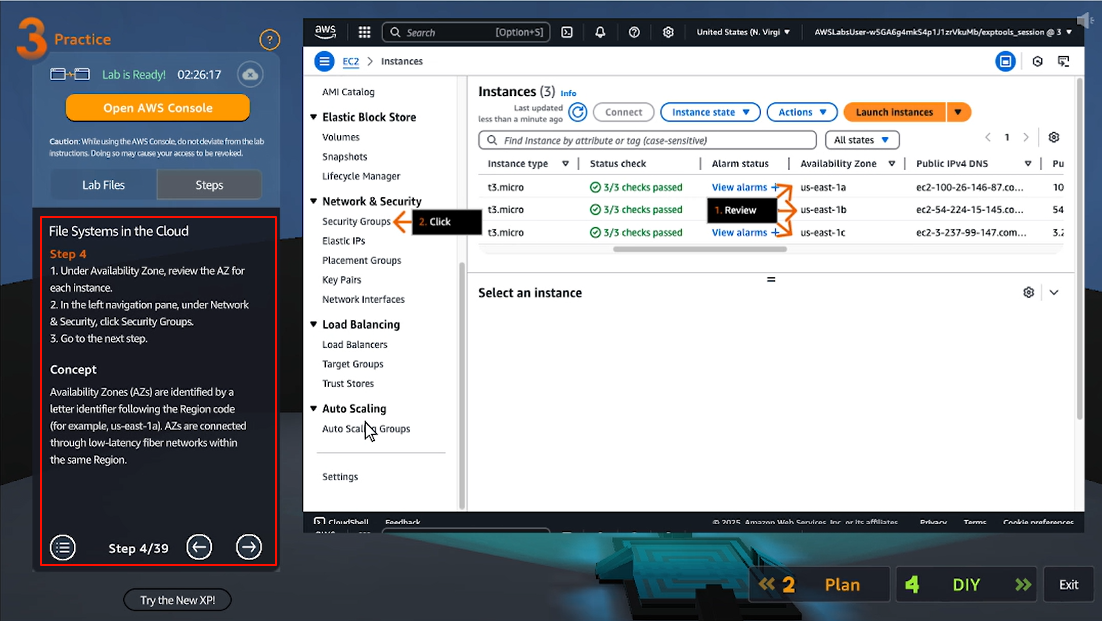 3 Practice
?
Lab is Ready! 02:26:17
Open AWS Console
Caution: While using the AWS Console, do not deviate from the lab
instructions. Doing so may cause your access to be revoked.
Lab Files
Steps
File Systems in the Cloud
Step 4
1. Under Availability Zone, review the AZ for
each instance.
2. In the left navigation pane, under Network
& Security, click Security Groups.
3. Go to the next step.
Concept
Availability Zones (AZs) are identified by a
letter identifier following the Region code
(for example, us-east-1a). AZs are connected
through low-latency fiber networks within
the same Region.
Step 4/39
Try the New XP!
aws
Search [Option+S]
United States (N. Virgi
AWSLabsUser-w5GA6g4mkS4p1J1zrVkuMb/exptools_session @ 3
EC2 > Instances
AMI Catalog
Elastic Block Store
Volumes
Snapshots
Lifecycle Manager
Network & Security
Security Groups
2. Click
Elastic IPs
Placement Groups
Key Pairs
Network Interfaces
Load Balancing
Load Balancers
Target Groups
Trust Stores
Auto Scaling
Auto Scaling Groups
Settings
Instances (3) Info
Last updated
less than a minute ago
Connect
Instance state
Actions
Launch instances
Find Instance by attribute or tag (case-sensitive)
All states
1
Instance type Status check Alarm status Availability Zone Public IPv4 DNS Pu
t3.micro 3/3 checks passed View alarms + us-east-1a ec2-100-26-146-87.co... 10
t3.micro 3/3 checks passed 1. Review us-east-1b ec2-54-224-15-145.co... 54
t3.micro 3/3 checks passed View alarms + us-east-1c ec2-3-237-99-147.com... 3.2
Select an instance
CloudShell Feedback
© 2025, Amazon Web Services, Inc. or its affiliates. Privacy Terms Cookie preferences
2 Plan
4 DIY
Exit